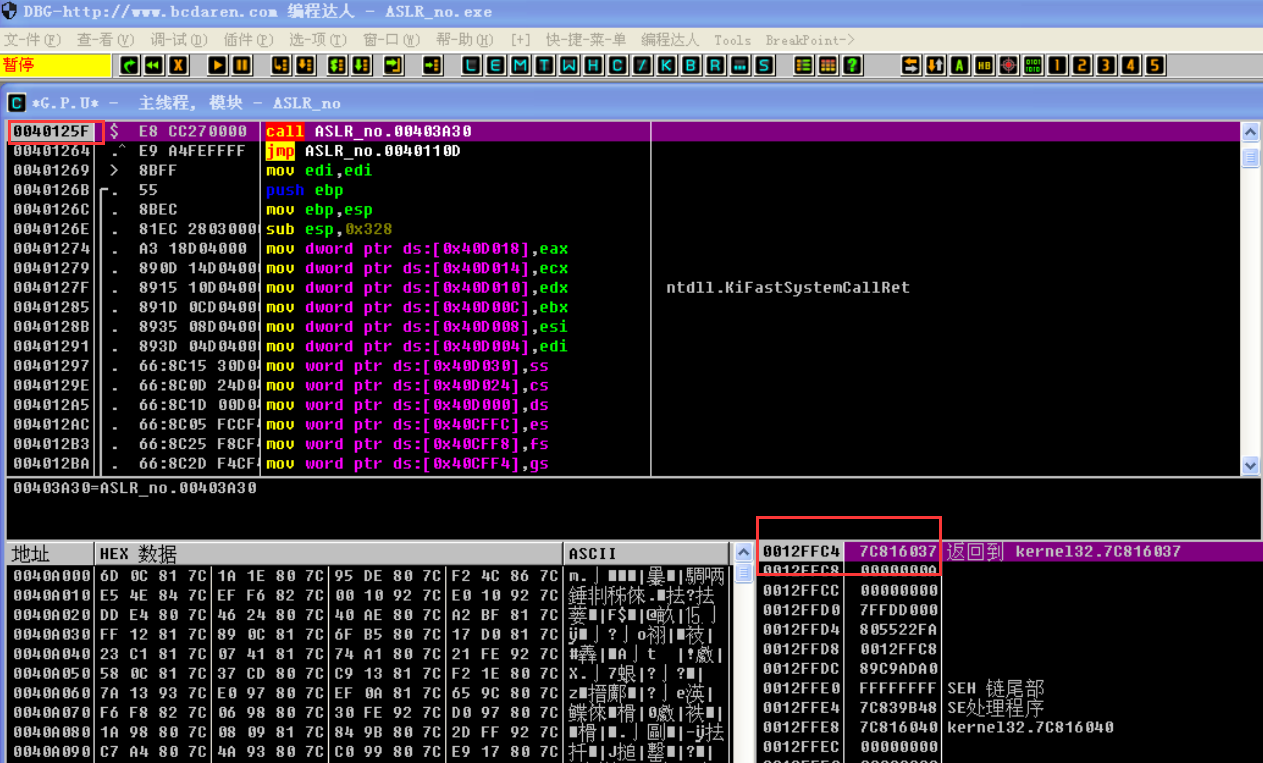 DBG-http://www.bcdaren.com 编程达人 - ASLR_no.exe
文-件(F) 查-看(V) 调-试(D) 插件(P) 选-项(T) 窗-口(W) 帮-助(H) [+] 快-捷-菜-单 编程达人 Tools BreakPoint->
暂停 L E M T W H C / K B R ... S ? A HB 1 2 3 4 5
C *G.P.U* - 主线程, 模块 - ASLR_no
0040125F $ E8 CC270000 call ASLR_no.00403A30
00401264 .^ E9 A4FEFFFF jmp ASLR_no.0040110D
00401269 > 8BFF mov edi,edi
0040126B . 55 push ebp
0040126C . 8BEC mov ebp,esp
0040126E . 81EC 28030000 sub esp,0x328
00401274 . A3 18D04000 mov dword ptr ds:[0x40D018],eax
00401279 . 890D 14D0400 mov dword ptr ds:[0x40D014],ecx
0040127F . 8915 10D0400 mov dword ptr ds:[0x40D010],edx ntdll.KiFastSystemCallRet
00401285 . 891D 0CD0400 mov dword ptr ds:[0x40D00C],ebx
0040128B . 8935 08D0400 mov dword ptr ds:[0x40D008],esi
00401291 . 893D 04D0400 mov dword ptr ds:[0x40D004],edi
00401297 . 66:8C15 30D04 mov word ptr ds:[0x40D030],ss
0040129E . 66:8C0D 24D04 mov word ptr ds:[0x40D024],cs
004012A5 . 66:8C1D 00D04 mov word ptr ds:[0x40D000],ds
004012AC . 66:8C05 FCCF4 mov word ptr ds:[0x40CFFC],es
004012B3 . 66:8C25 F8CF4 mov word ptr ds:[0x40CFF8],fs
004012BA . 66:8C2D F4CF4 mov word ptr ds:[0x40CFF4],gs
00403A30=ASLR_no.00403A30
地址 HEX 数据 ASCII
0040A000 6D 0C 81 7C 1A 1E 80 7C 95 DE 80 7C F2 4C 86 7C
0040A010 E5 4E 84 7C EF F6 82 7C 00 10 92 7C E0 10 92 7C
0040A020 DD E4 80 7C 46 24 80 7C 40 AE 80 7C A2 BF 81 7C
0040A030 FF 12 81 7C 89 0C 81 7C 6F B5 80 7C 17 D0 81 7C
0040A040 23 C1 81 7C 07 41 81 7C 74 A1 80 7C 21 FE 92 7C
0040A050 58 0C 81 7C 37 CD 80 7C C9 13 81 7C F2 1E 80 7C
0040A060 7A 13 93 7C E0 97 80 7C EF 0A 81 7C 65 9C 80 7C
0040A070 F6 F8 82 7C 06 98 80 7C 30 FE 92 7C D0 97 80 7C
0040A080 1A 98 80 7C 08 09 81 7C 84 9B 80 7C 2D FF 92 7C
0040A090 C7 A4 80 7C 4A 93 80 7C C0 99 80 7C E9 17 80 7C
0012FFC4 7C816037 返回到 kernel32.7C816037
0012FFC8 0000000A
0012FFCC 00000000
0012FFD0 7FFDD000
0012FFD4 805522FA
0012FFD8 0012FFC8
0012FFDC 89C9ADA0
0012FFE0 FFFFFFFF SEH 链尾部
0012FFE4 7C839B48 SE处理程序
0012FFE8 7C816040 kernel32.7C816040
0012FFEC 00000000